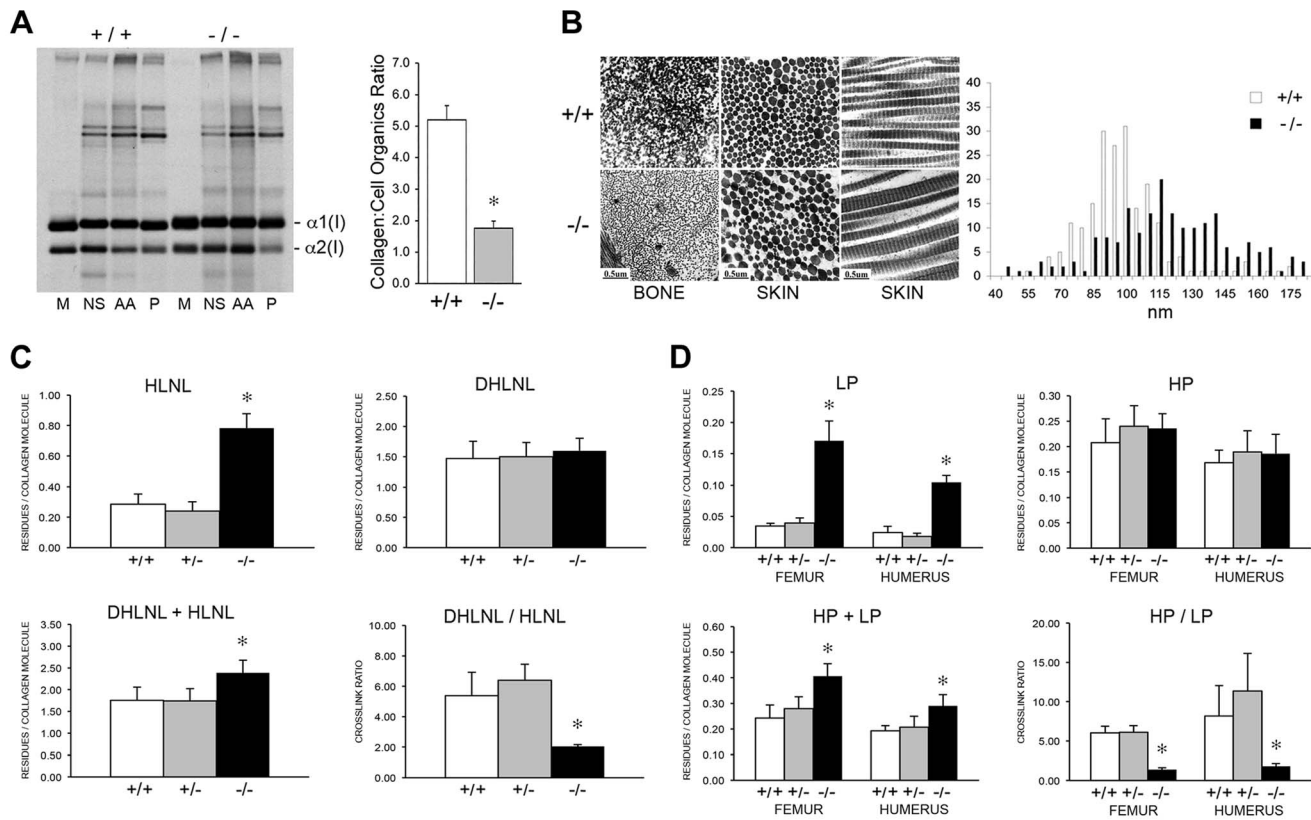 A
+ / +
- / -
- α1(I)
- α2(I)
M NS AA P M NS AA P
Collagen:Cell Organics Ratio
7.0
6.0
5.0
4.0
3.0
2.0
1.0
0.0
*
+/+ -/-
B
+/+
-/-
0.5um 0.5um 0.5um
BONE SKIN SKIN
+/+
-/-
40
35
30
25
20
15
10
5
0
40 55 70 85 100 115 130 145 160 175
nm
C
HLNL
RESIDUES / COLLAGEN MOLECULE
1.00
0.80
0.60
0.40
0.20
0.00
*
+/+ +/- -/-
DHLNL
RESIDUES / COLLAGEN MOLECULE
2.50
2.00
1.50
1.00
0.50
0.00
+/+ +/- -/-
DHLNL + HLNL
RESIDUES / COLLAGEN MOLECULE
3.50
3.00
2.50
2.00
1.50
1.00
0.50
0.00
*
+/+ +/- -/-
DHLNL / HLNL
CROSSLINK RATIO
10.00
8.00
6.00
4.00
2.00
0.00
*
+/+ +/- -/-
D
LP
RESIDUES / COLLAGEN MOLECULE
0.25
0.20
0.15
0.10
0.05
0.00
*
*
+/+ +/- -/- +/+ +/- -/-
FEMUR HUMERUS
HP
RESIDUES / COLLAGEN MOLECULE
0.30
0.25
0.20
0.15
0.10
0.05
0.00
+/+ +/- -/- +/+ +/- -/-
FEMUR HUMERUS
HP + LP
RESIDUES / COLLAGEN MOLECULE
0.60
0.50
0.40
0.30
0.20
0.10
0.00
*
*
+/+ +/- -/- +/+ +/- -/-
FEMUR HUMERUS
HP / LP
CROSSLINK RATIO
20.00
15.00
10.00
5.00
0.00
*
*
+/+ +/- -/- +/+ +/- -/-
FEMUR HUMERUS